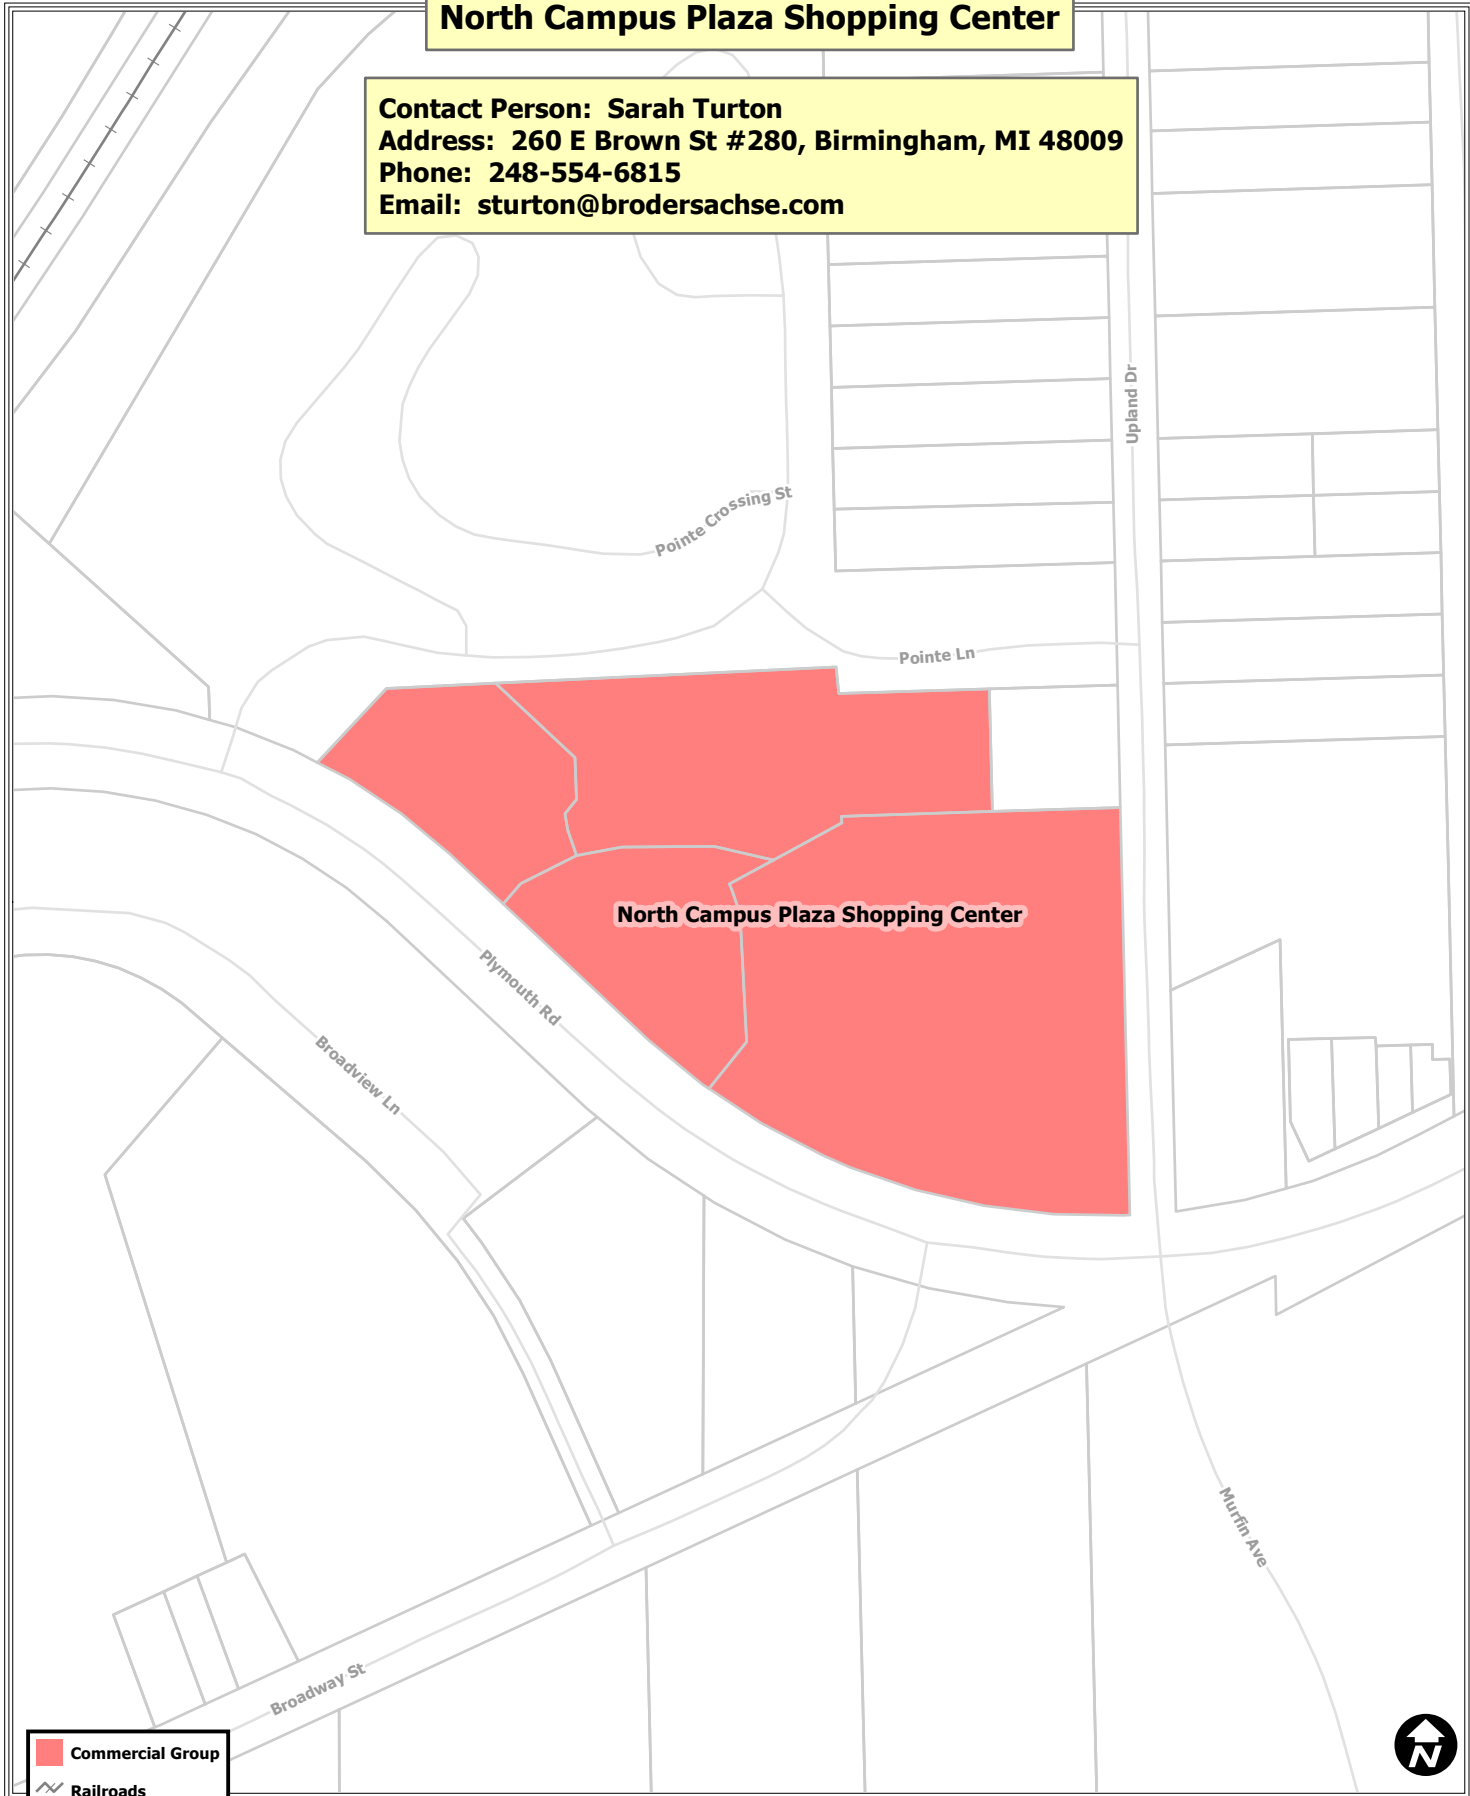 North Campus Plaza Shopping Center
Contact Person: Sarah Turton
Address: 260 E Brown St #280, Birmingham, MI 48009
Phone: 248-554-6815
Email: sturton@brodersachse.com
Upland Dr
Pointe Crossing St
Pointe Ln
North Campus Plaza Shopping Center
Plymouth Rd
Broadview Ln
Murfin Ave
Broadway St
Commercial Group
Railroads
N